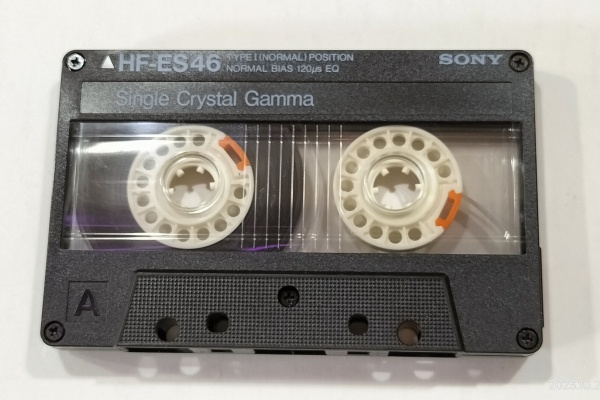 ▲HF-ES46 TYPE I (NORMAL) POSITION SONY
NORMAL BIAS 120µs EQ
Single Crystal Gamma
A